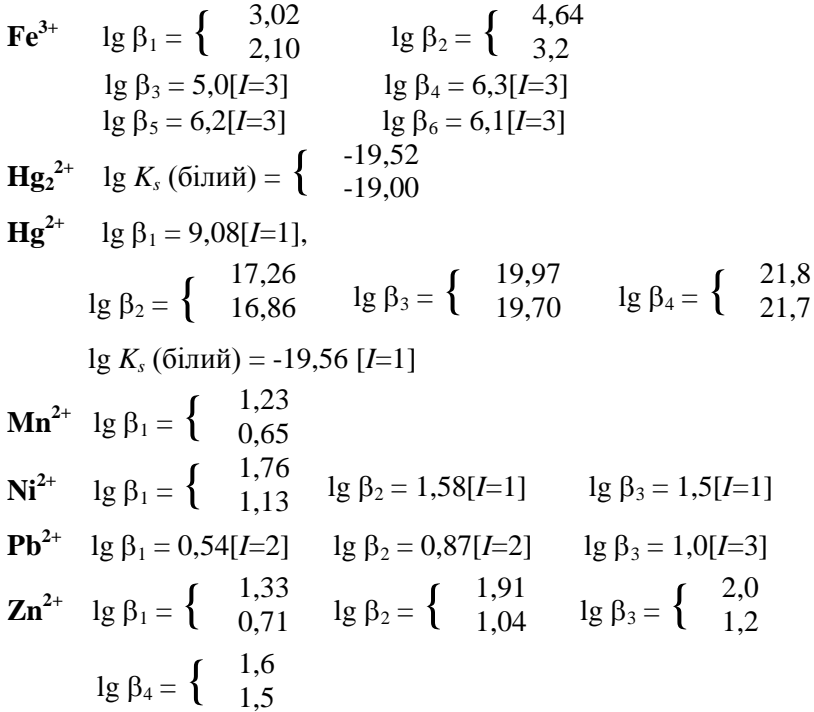 Fe³⁺ lg β₁ = { 3,02 2,10 lg β₂ = { 4,64 3,2
lg β₃ = 5,0[I=3] lg β₄ = 6,3[I=3]
lg β₅ = 6,2[I=3] lg β₆ = 6,1[I=3]
Hg₂²⁺ lg Kₛ (білий) = { -19,52 -19,00
Hg²⁺ lg β₁ = 9,08[I=1],
lg β₂ = { 17,26 16,86 lg β₃ = { 19,97 19,70 lg β₄ = { 21,8 21,7
lg Kₛ (білий) = -19,56 [I=1]
Mn²⁺ lg β₁ = { 1,23 0,65
Ni²⁺ lg β₁ = { 1,76 1,13 lg β₂ = 1,58[I=1] lg β₃ = 1,5[I=1]
Pb²⁺ lg β₁ = 0,54[I=2] lg β₂ = 0,87[I=2] lg β₃ = 1,0[I=3]
Zn²⁺ lg β₁ = { 1,33 0,71 lg β₂ = { 1,91 1,04 lg β₃ = { 2,0 1,2
lg β₄ = { 1,6 1,5